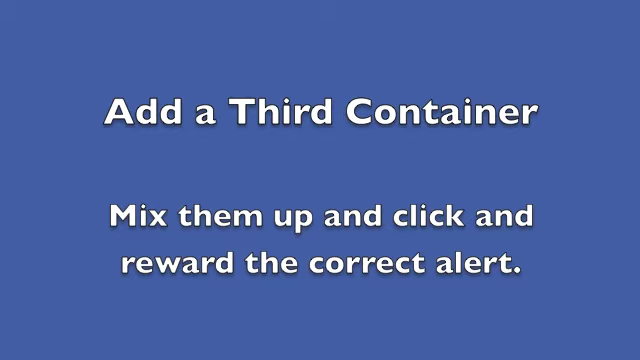 Add a Third Container
Mix them up and click and
reward the correct alert.